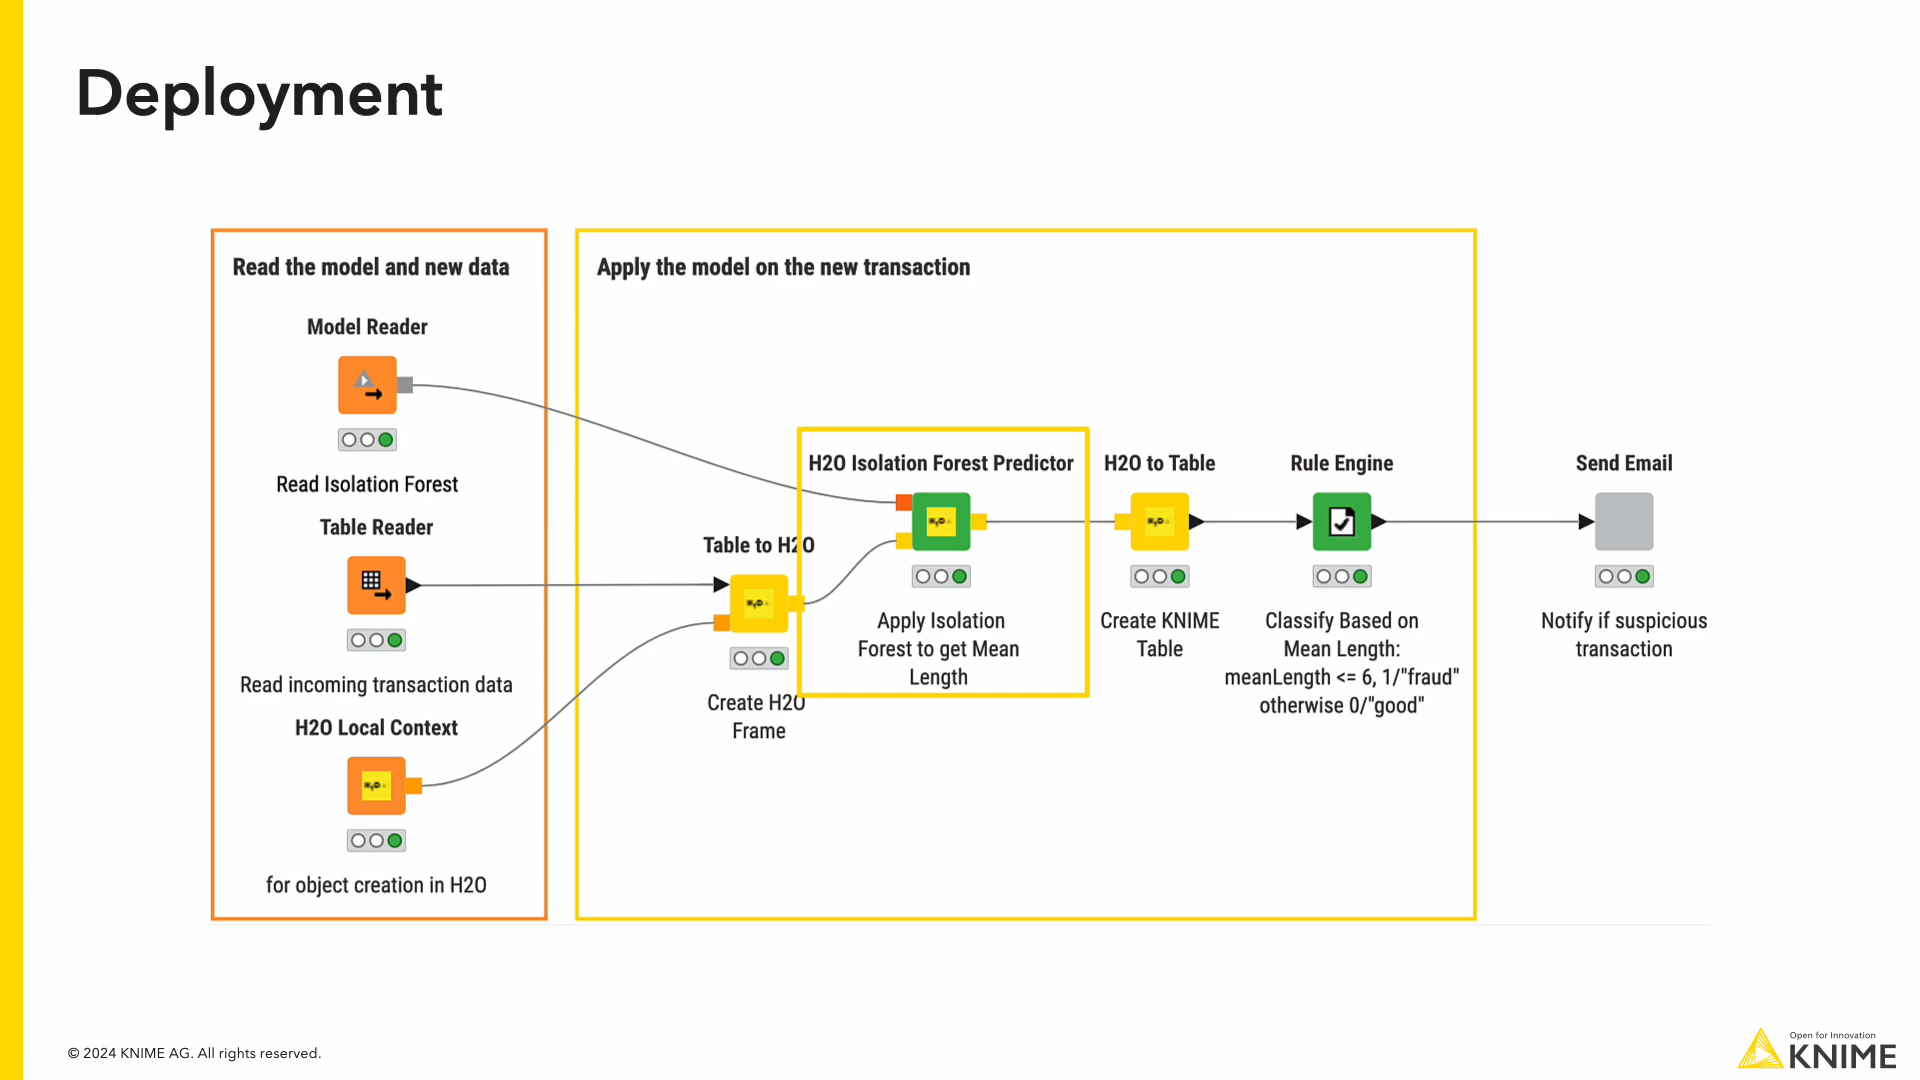 Deployment
Read the model and new data
Model Reader
Read Isolation Forest
Table Reader
Read incoming transaction data
H2O Local Context
for object creation in H2O
Apply the model on the new transaction
Table to H2O
Create H2O
Frame
H2O Isolation Forest Predictor
Apply Isolation
Forest to get Mean
Length
H2O to Table
Create KNIME
Table
Rule Engine
Classify Based on
Mean Length:
meanLength <= 6, 1/"fraud"
otherwise 0/"good"
Send Email
Notify if suspicious
transaction
© 2024 KNIME AG. All rights reserved.
Open for Innovation
KNIME